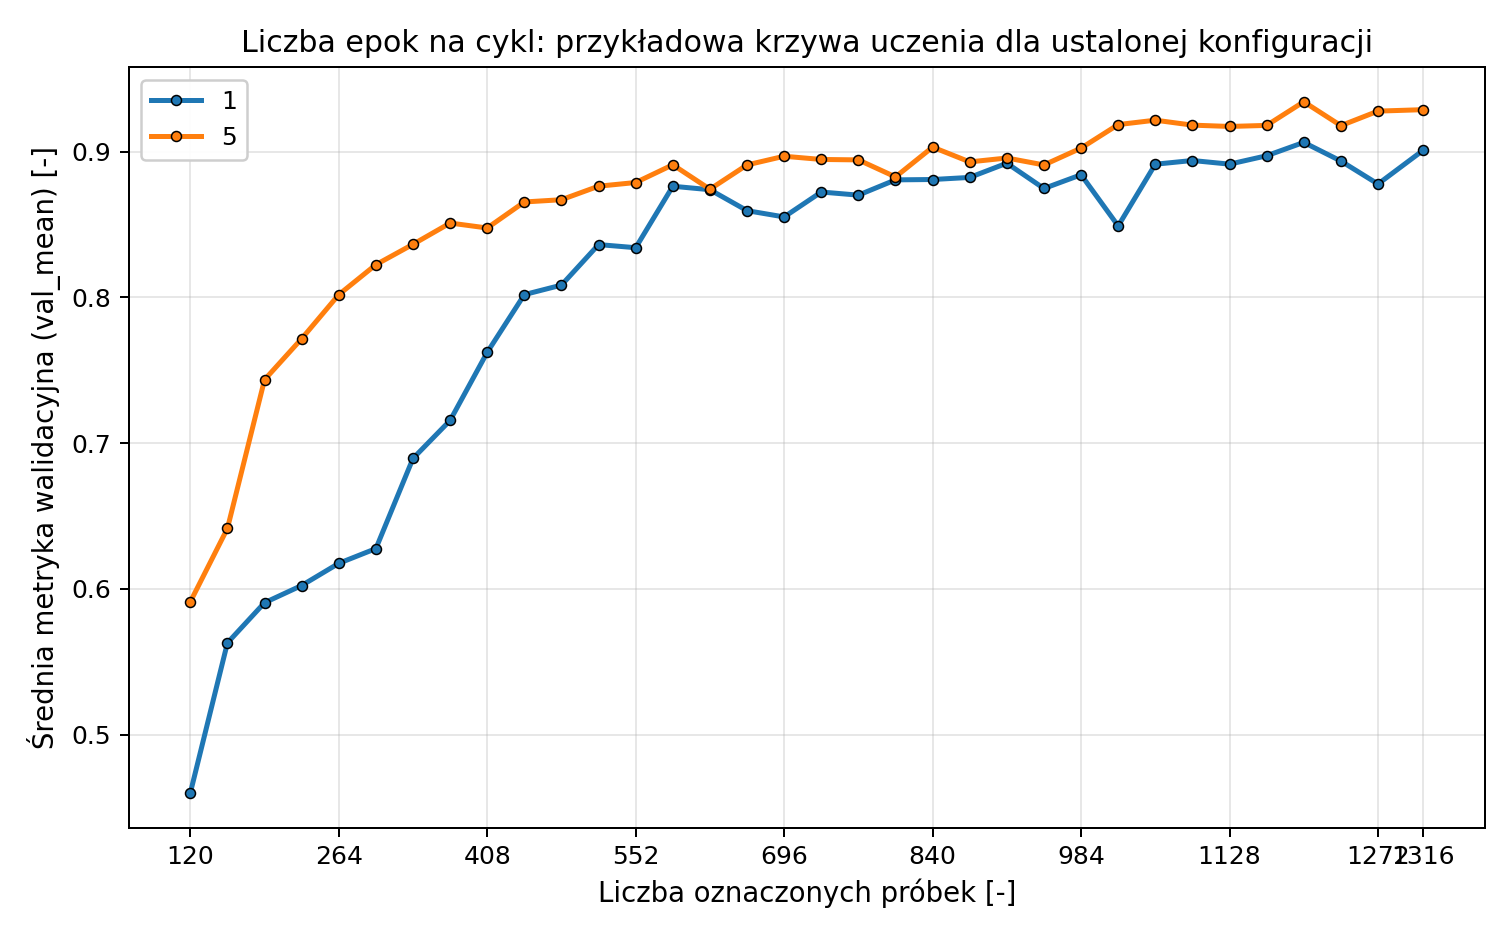 Liczba epok na cykl: przykładowa krzywa uczenia dla ustalonej konfiguracji
1
5
Średnia metryka walidacyjna (val_mean) [-]
0.9
0.8
0.7
0.6
0.5
120 264 408 552 696 840 984 1128 1272 1316
Liczba oznaczonych próbek [-]